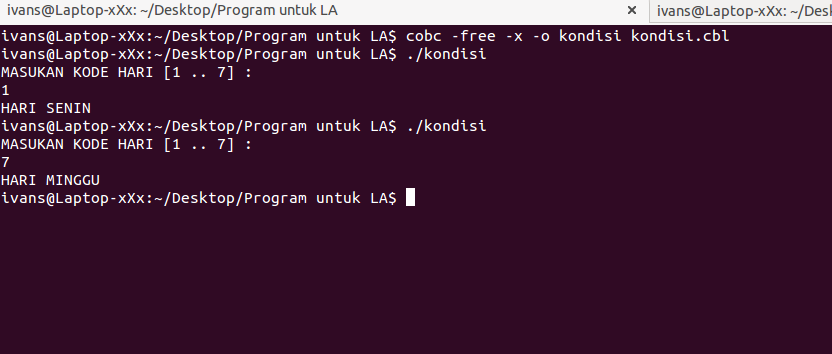 ivans@Laptop-xXx: ~/Desktop/Program untuk LA × ivans@Laptop-xXx: ~/Des
ivans@Laptop-xXx:~/Desktop/Program untuk LA$ cobc -free -x -o kondisi kondisi.cbl
ivans@Laptop-xXx:~/Desktop/Program untuk LA$ ./kondisi
MASUKAN KODE HARI [1 .. 7] :
1
HARI SENIN
ivans@Laptop-xXx:~/Desktop/Program untuk LA$ ./kondisi
MASUKAN KODE HARI [1 .. 7] :
7
HARI MINGGU
ivans@Laptop-xXx:~/Desktop/Program untuk LA$